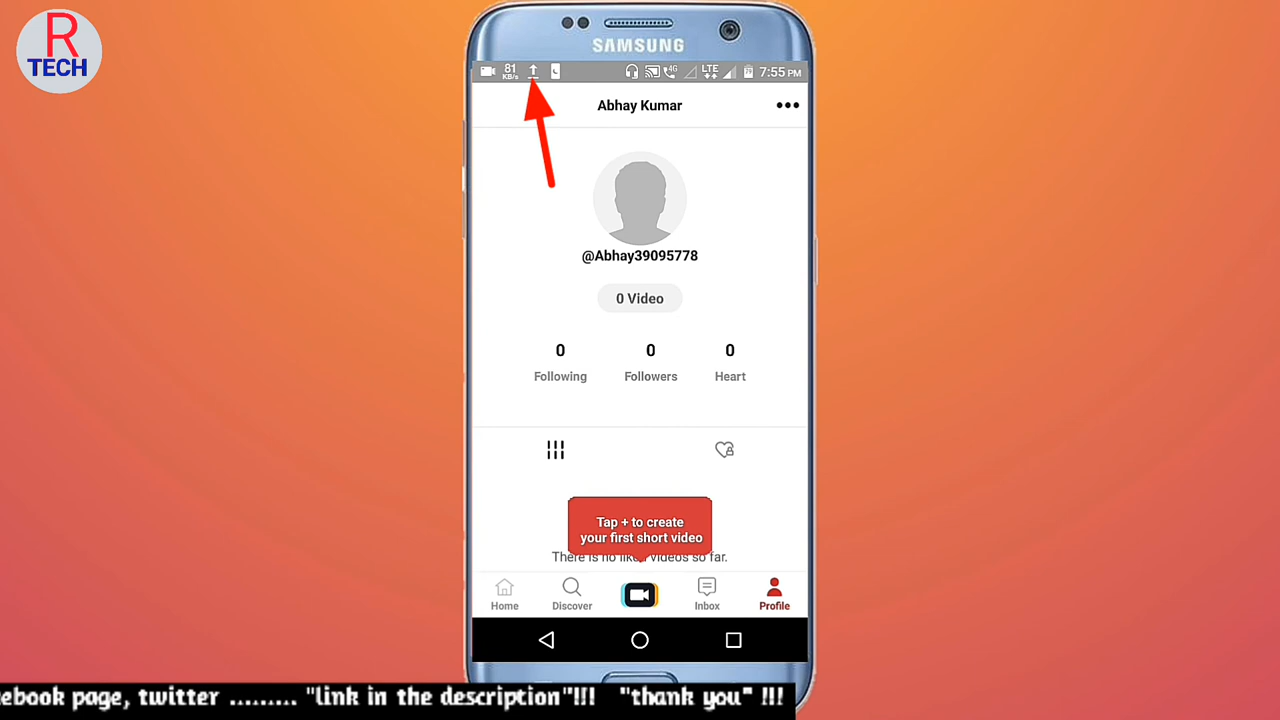 R
TECH
SAMSUNG
81
KB/s
4G
LTE
7:55 PM
Abhay Kumar
@Abhay39095778
0 Video
0 0 0
Following Followers Heart
Tap + to create
your first short video
There is no videos so far.
Home Discover Inbox Profile
ebook page, twitter ......... "link in the description"!!! "thank you" !!!